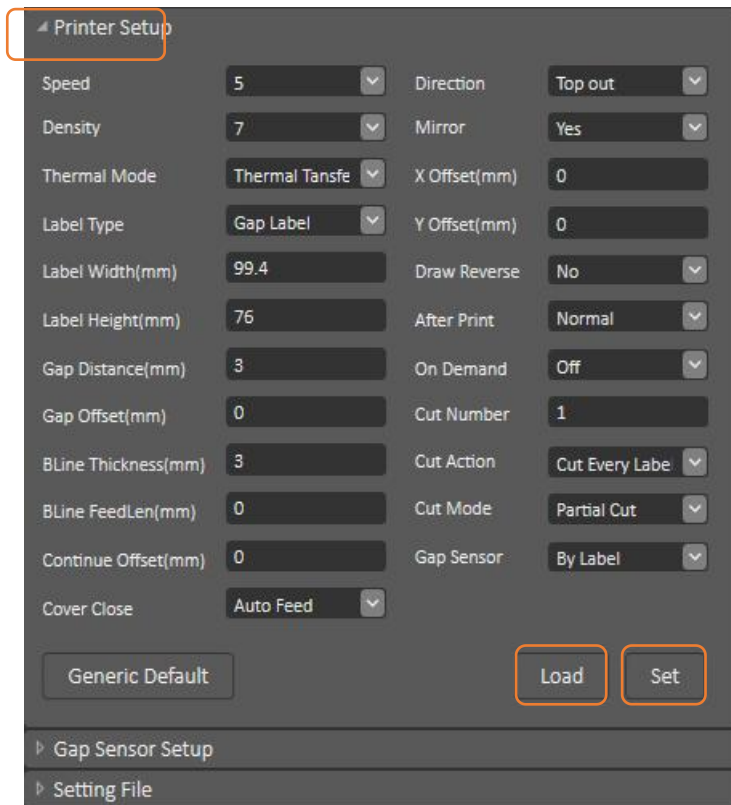 Printer Setup
Speed 5 Direction Top out
Density 7 Mirror Yes
Thermal Mode Thermal Tansfe X Offset(mm) 0
Label Type Gap Label Y Offset(mm) 0
Label Width(mm) 99.4 Draw Reverse No
Label Height(mm) 76 After Print Normal
Gap Distance(mm) 3 On Demand Off
Gap Offset(mm) 0 Cut Number 1
BLine Thickness(mm) 3 Cut Action Cut Every Labe
BLine FeedLen(mm) 0 Cut Mode Partial Cut
Continue Offset(mm) 0 Gap Sensor By Label
Cover Close Auto Feed
Generic Default Load Set
Gap Sensor Setup
Setting File